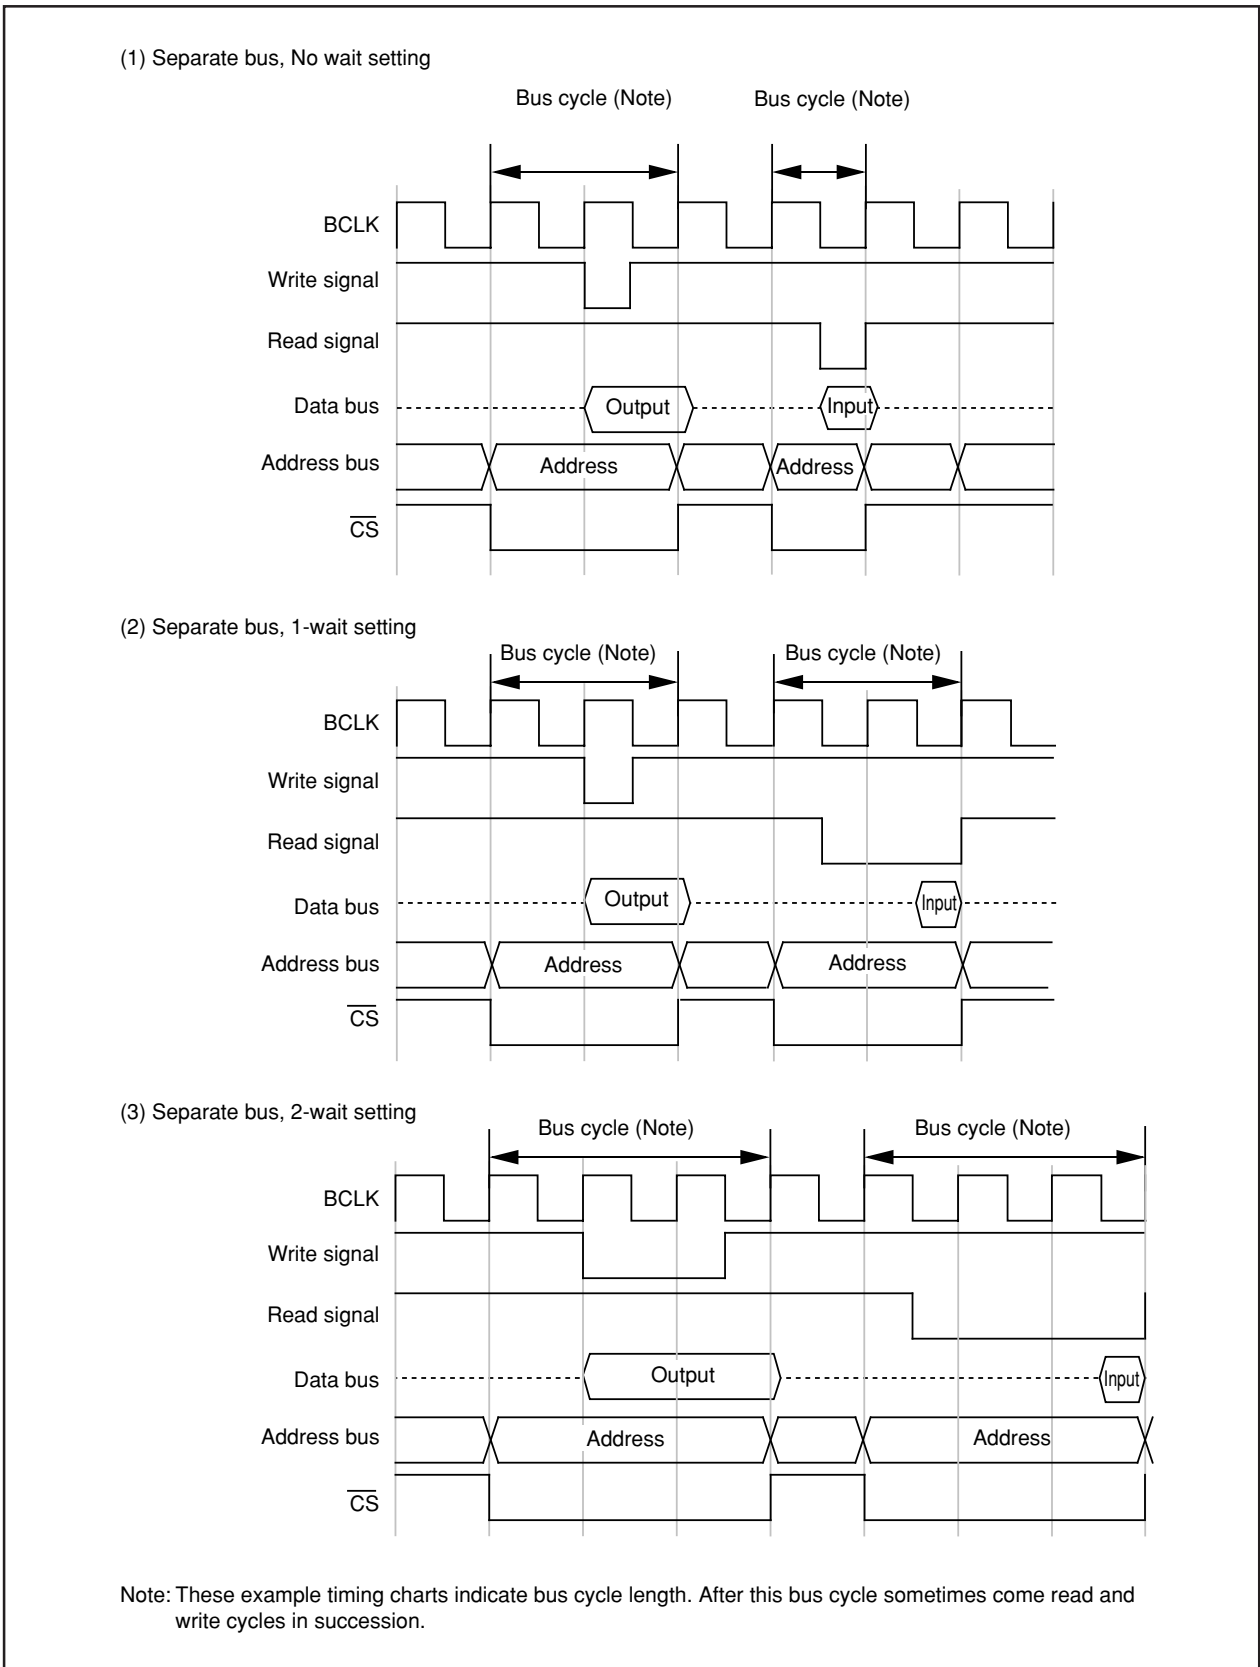 (1) Separate bus, No wait setting
Bus cycle (Note) Bus cycle (Note)
BCLK
Write signal
Read signal
Data bus Output Input
Address bus Address Address
CS
(2) Separate bus, 1-wait setting
Bus cycle (Note) Bus cycle (Note)
BCLK
Write signal
Read signal
Data bus Output Input
Address bus Address Address
CS
(3) Separate bus, 2-wait setting
Bus cycle (Note) Bus cycle (Note)
BCLK
Write signal
Read signal
Data bus Output Input
Address bus Address Address
CS
Note: These example timing charts indicate bus cycle length. After this bus cycle sometimes come read and
write cycles in succession.